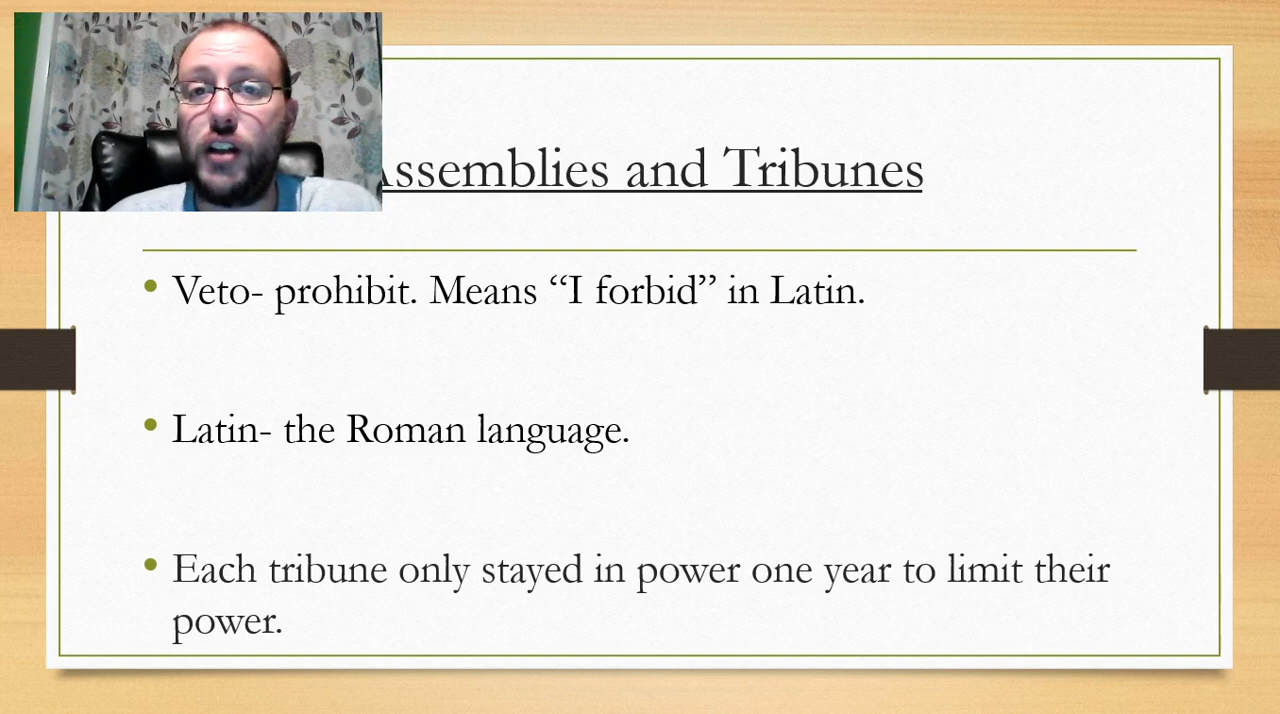 Assemblies and Tribunes
• Veto- prohibit. Means “I forbid” in Latin.
• Latin- the Roman language.
• Each tribune only stayed in power one year to limit their
power.